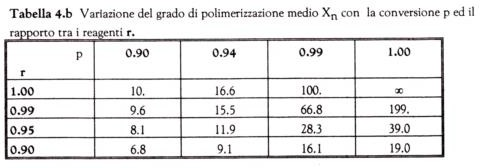 Tabella 4.b Variazione del grado di polimerizzazione medio Xn con la conversione p ed il
rapporto tra i reagenti r.
p 0.90 0.94 0.99 1.00
r
1.00 10. 16.6 100. ∞
0.99 9.6 15.5 66.8 199.
0.95 8.1 11.9 28.3 39.0
0.90 6.8 9.1 16.1 19.0